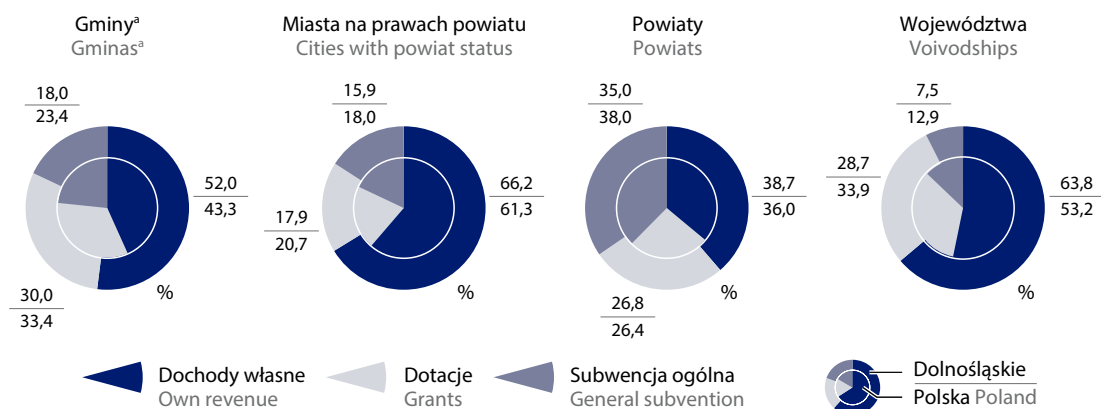 Gminyᵃ
Gminasᵃ
18,0
23,4
52,0
43,3
30,0
33,4
%
Miasta na prawach powiatu
Cities with powiat status
15,9
18,0
66,2
61,3
17,9
20,7
%
Powiaty
Powiats
35,0
38,0
38,7
36,0
26,8
26,4
%
Województwa
Voivodships
7,5
12,9
28,7
33,9
63,8
53,2
%
Dochody własne
Own revenue
Dotacje
Grants
Subwencja ogólna
General subvention
Dolnośląskie
Polska Poland